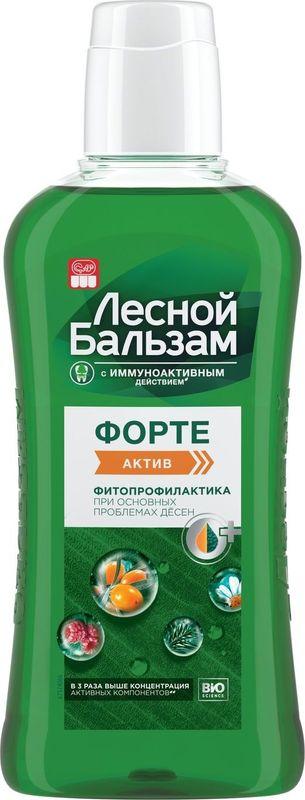 САР
Лесной
Бальзам
С ИММУНОАКТИВНЫМ
ДЕЙСТВИЕМ*
ФОРТЕ
АКТИВ
ФИТОПРОФИЛАКТИКА
ПРИ ОСНОВНЫХ
ПРОБЛЕМАХ ДЁСЕН
В 3 РАЗА ВЫШЕ КОНЦЕНТРАЦИЯ
АКТИВНЫХ КОМПОНЕНТОВ**
BIO
SCIENCE